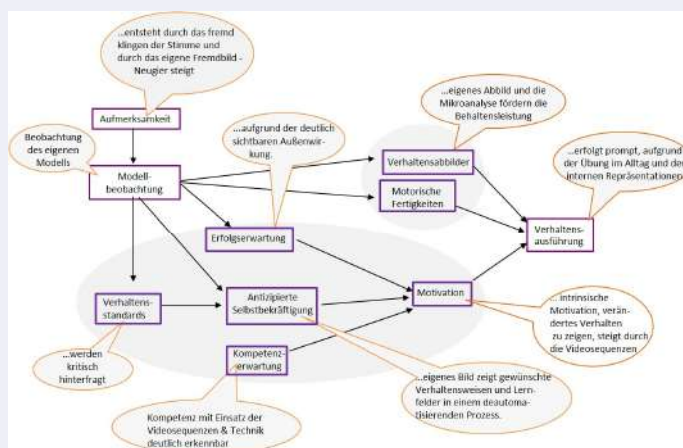 ...entsteht durch das fremd
klingen der Stimme und
durch das eigene Fremdbild -
Neugier steigt
Aufmerksamkeit
Beobachtung
des eigenen
Modells
Modell-
beobachtung
...aufgrund der deutlich
sichtbaren Außenwir-
kung.
...eigenes Abbild und die
Mikroanalyse fördern die
Behaltensleistung
Verhaltensabbilder
Motorische
Fertigkeiten
...erfolgt prompt, aufgrund
der Übung im Alltag und der
internen Repräsentationen
Erfolgserwartung
Verhaltens-
ausführung
Verhaltens-
standards
Antizipierte
Selbstbekräftigung
Motivation
...werden
kritisch
hinterfragt
Kompetenz-
erwartung
... intrinsische
Motivation, verän-
dertes Verhalten
zu zeigen, steigt durch
die Videosequenzen
...eigenes Bild zeigt gewünschte
Verhaltensweisen und Lern-
felder in einem deautoma-
tisierenden Prozess.
Kompetenz mit Einsatz der
Videosequenzen & Technik
deutlich erkennbar